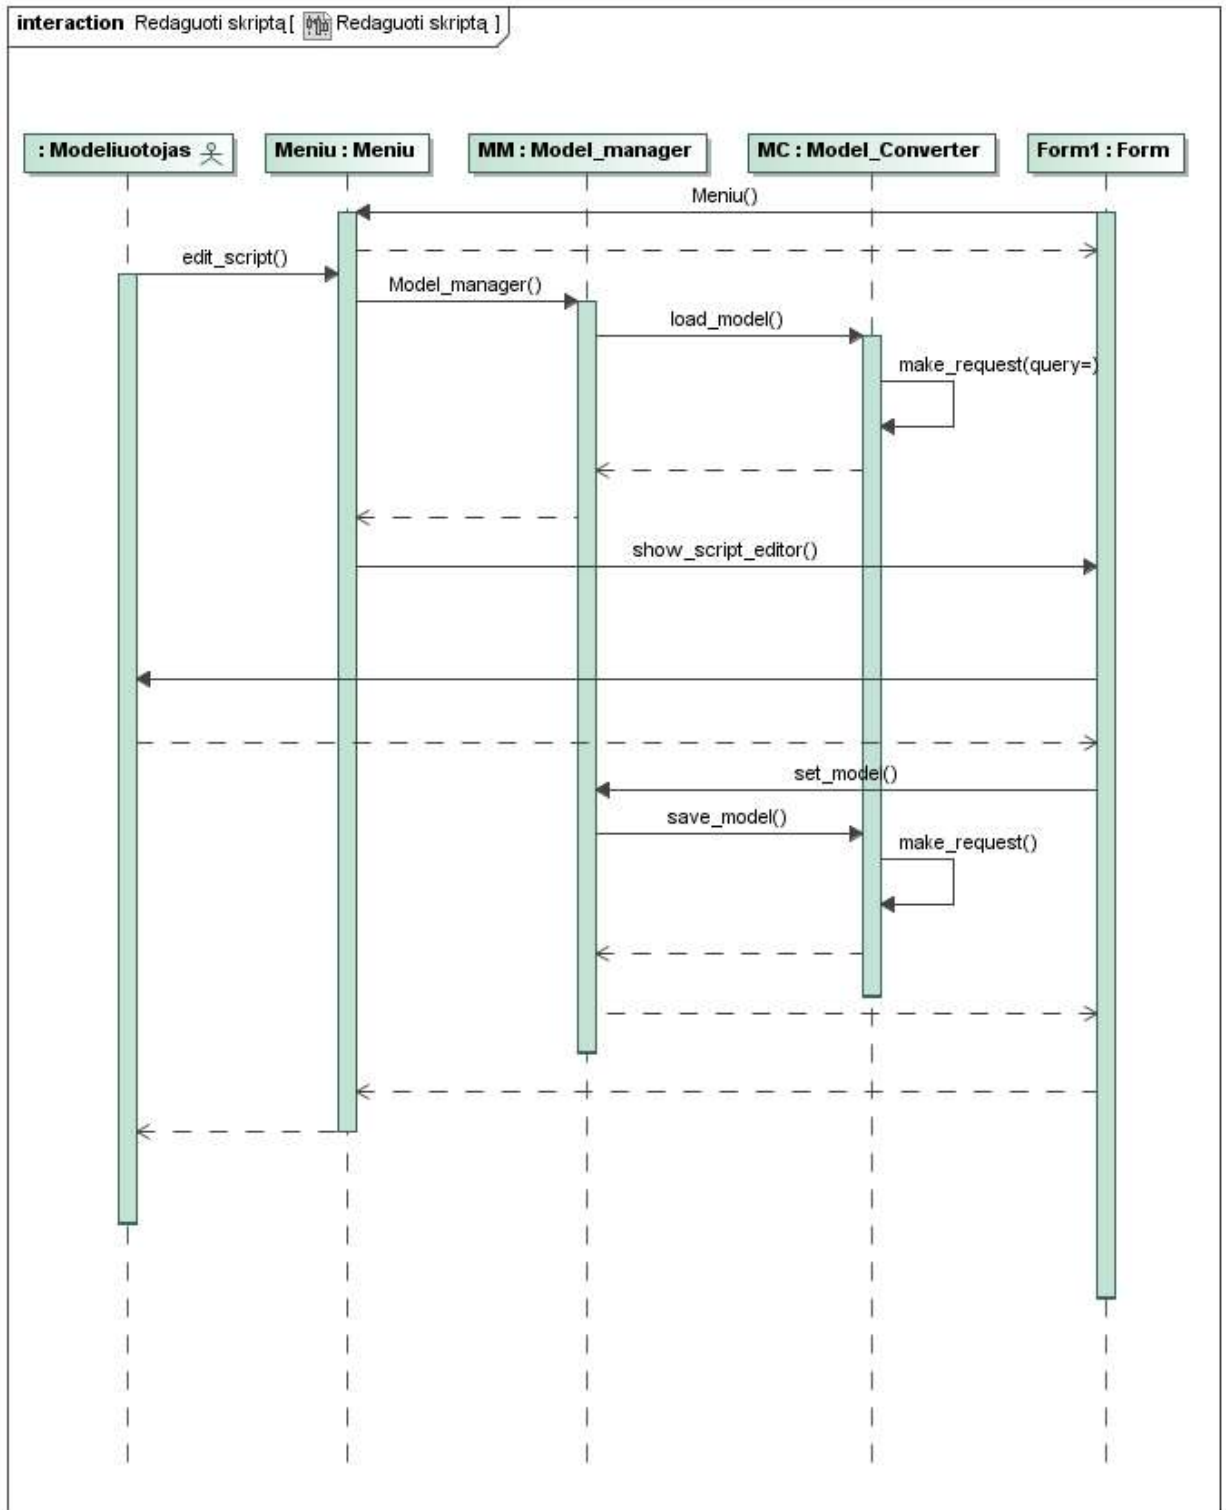 interaction Redaguoti skriptą[ Redaguoti skriptą ]
: Modeliuotojas
Meniu : Meniu
MM : Model_manager
MC : Model_Converter
Form1 : Form
Meniu()
edit_script()
Model_manager()
load_model()
make_request(query=)
show_script_editor()
set_model()
save_model()
make_request()